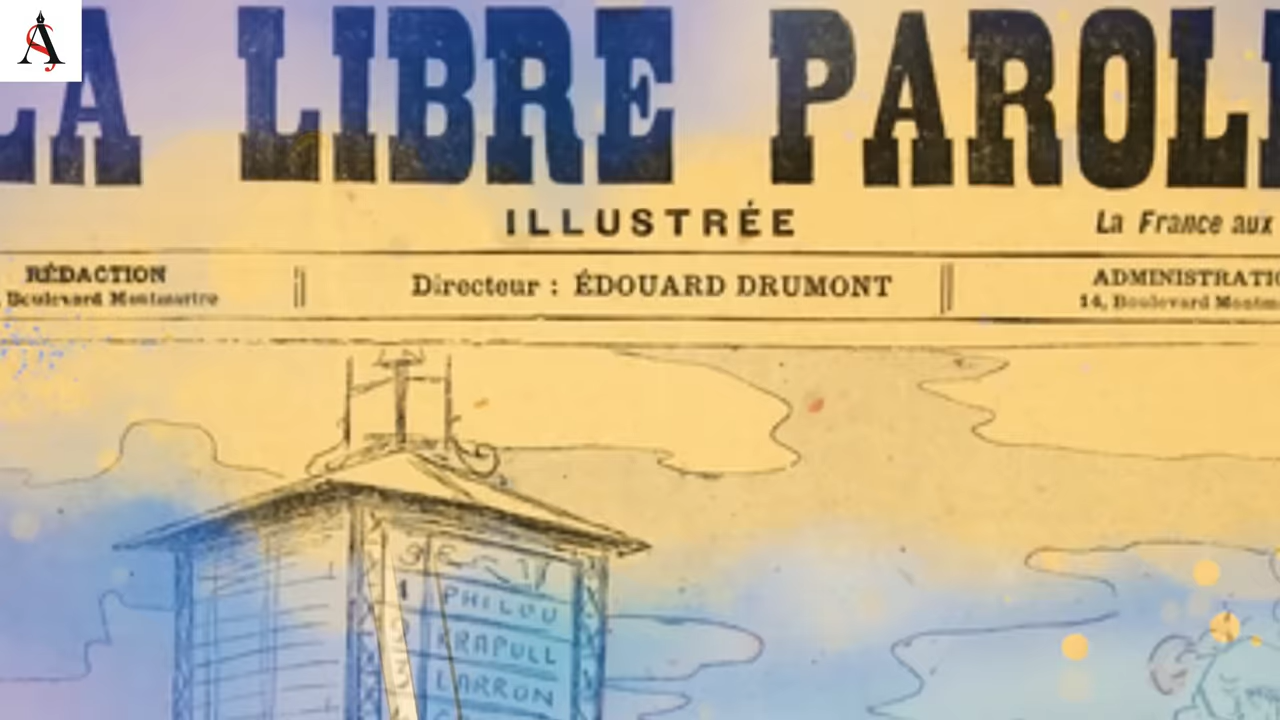 LA LIBRE PAROL
ILLUSTRÉE
La France aux
RÉDACTION
Boulevard Montmartre
Directeur : ÉDOUARD DRUMONT
ADMINISTRATIO
14, Boulevard Montm
PHILOU
CRAPULL
LARRON